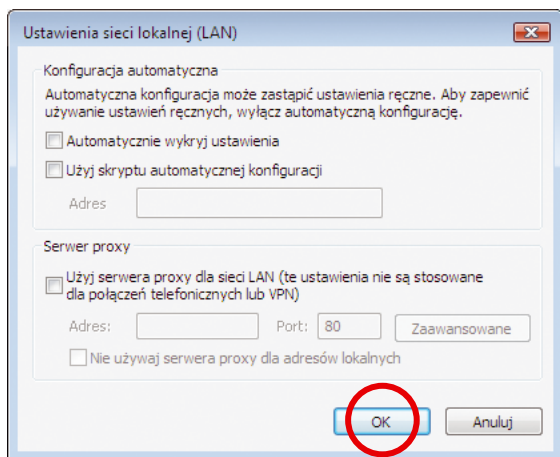 Ustawienia sieci lokalnej (LAN)
Konfiguracja automatyczna
Automatyczna konfiguracja może zastąpić ustawienia ręczne. Aby zapewnić
używanie ustawień ręcznych, wyłącz automatyczną konfigurację.
Automatycznie wykryj ustawienia
Użyj skryptu automatycznej konfiguracji
Adres
Serwer proxy
Użyj serwera proxy dla sieci LAN (te ustawienia nie są stosowane
dla połączeń telefonicznych lub VPN)
Adres: Port: 80 Zaawansowane
Nie używaj serwera proxy dla adresów lokalnych
OK Anuluj